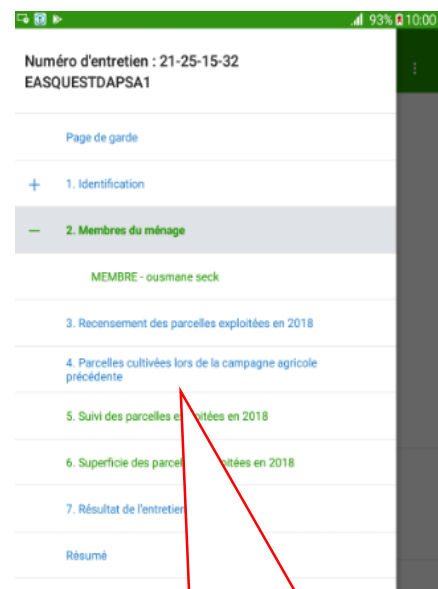 93% 10:00
Numéro d'entretien : 21-25-15-32
EASQUESTDAPSA1
Page de garde
+ 1. Identification
− 2. Membres du ménage
MEMBRE - ousmane seck
3. Recensement des parcelles exploitées en 2018
4. Parcelles cultivées lors de la campagne agricole
précédente
5. Suivi des parcelles exploitées en 2018
6. Superficie des parcelles exploitées en 2018
7. Résultat de l'entretien
Résumé